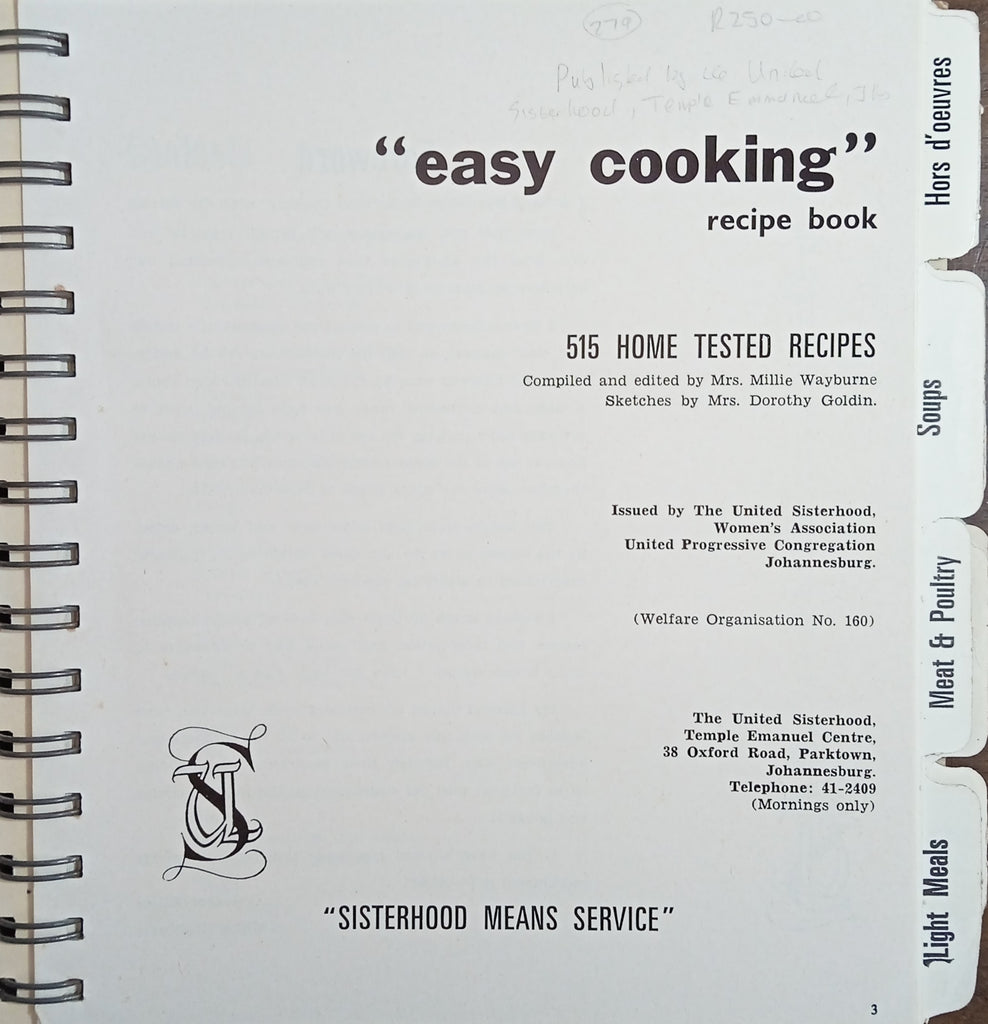 279 R250-00
Published by the United
Sisterhood, Temple Emmanuel, Jhb
“easy cooking”
recipe book
515 HOME TESTED RECIPES
Compiled and edited by Mrs. Millie Wayburne
Sketches by Mrs. Dorothy Goldin.
Issued by The United Sisterhood,
Women's Association
United Progressive Congregation
Johannesburg.
(Welfare Organisation No. 160)
The United Sisterhood,
Temple Emanuel Centre,
38 Oxford Road, Parktown,
Johannesburg.
Telephone: 41-2409
(Mornings only)
US
“SISTERHOOD MEANS SERVICE”
3
Hors d'oeuvres
Soups
Meat & Poultry
Light Meals